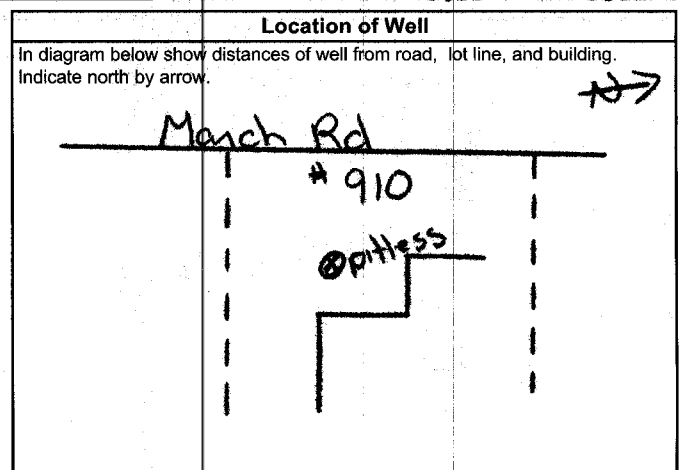 Location of Well
In diagram below show distances of well from road, lot line, and building.
Indicate north by arrow.
N
March Rd
# 910
pitless